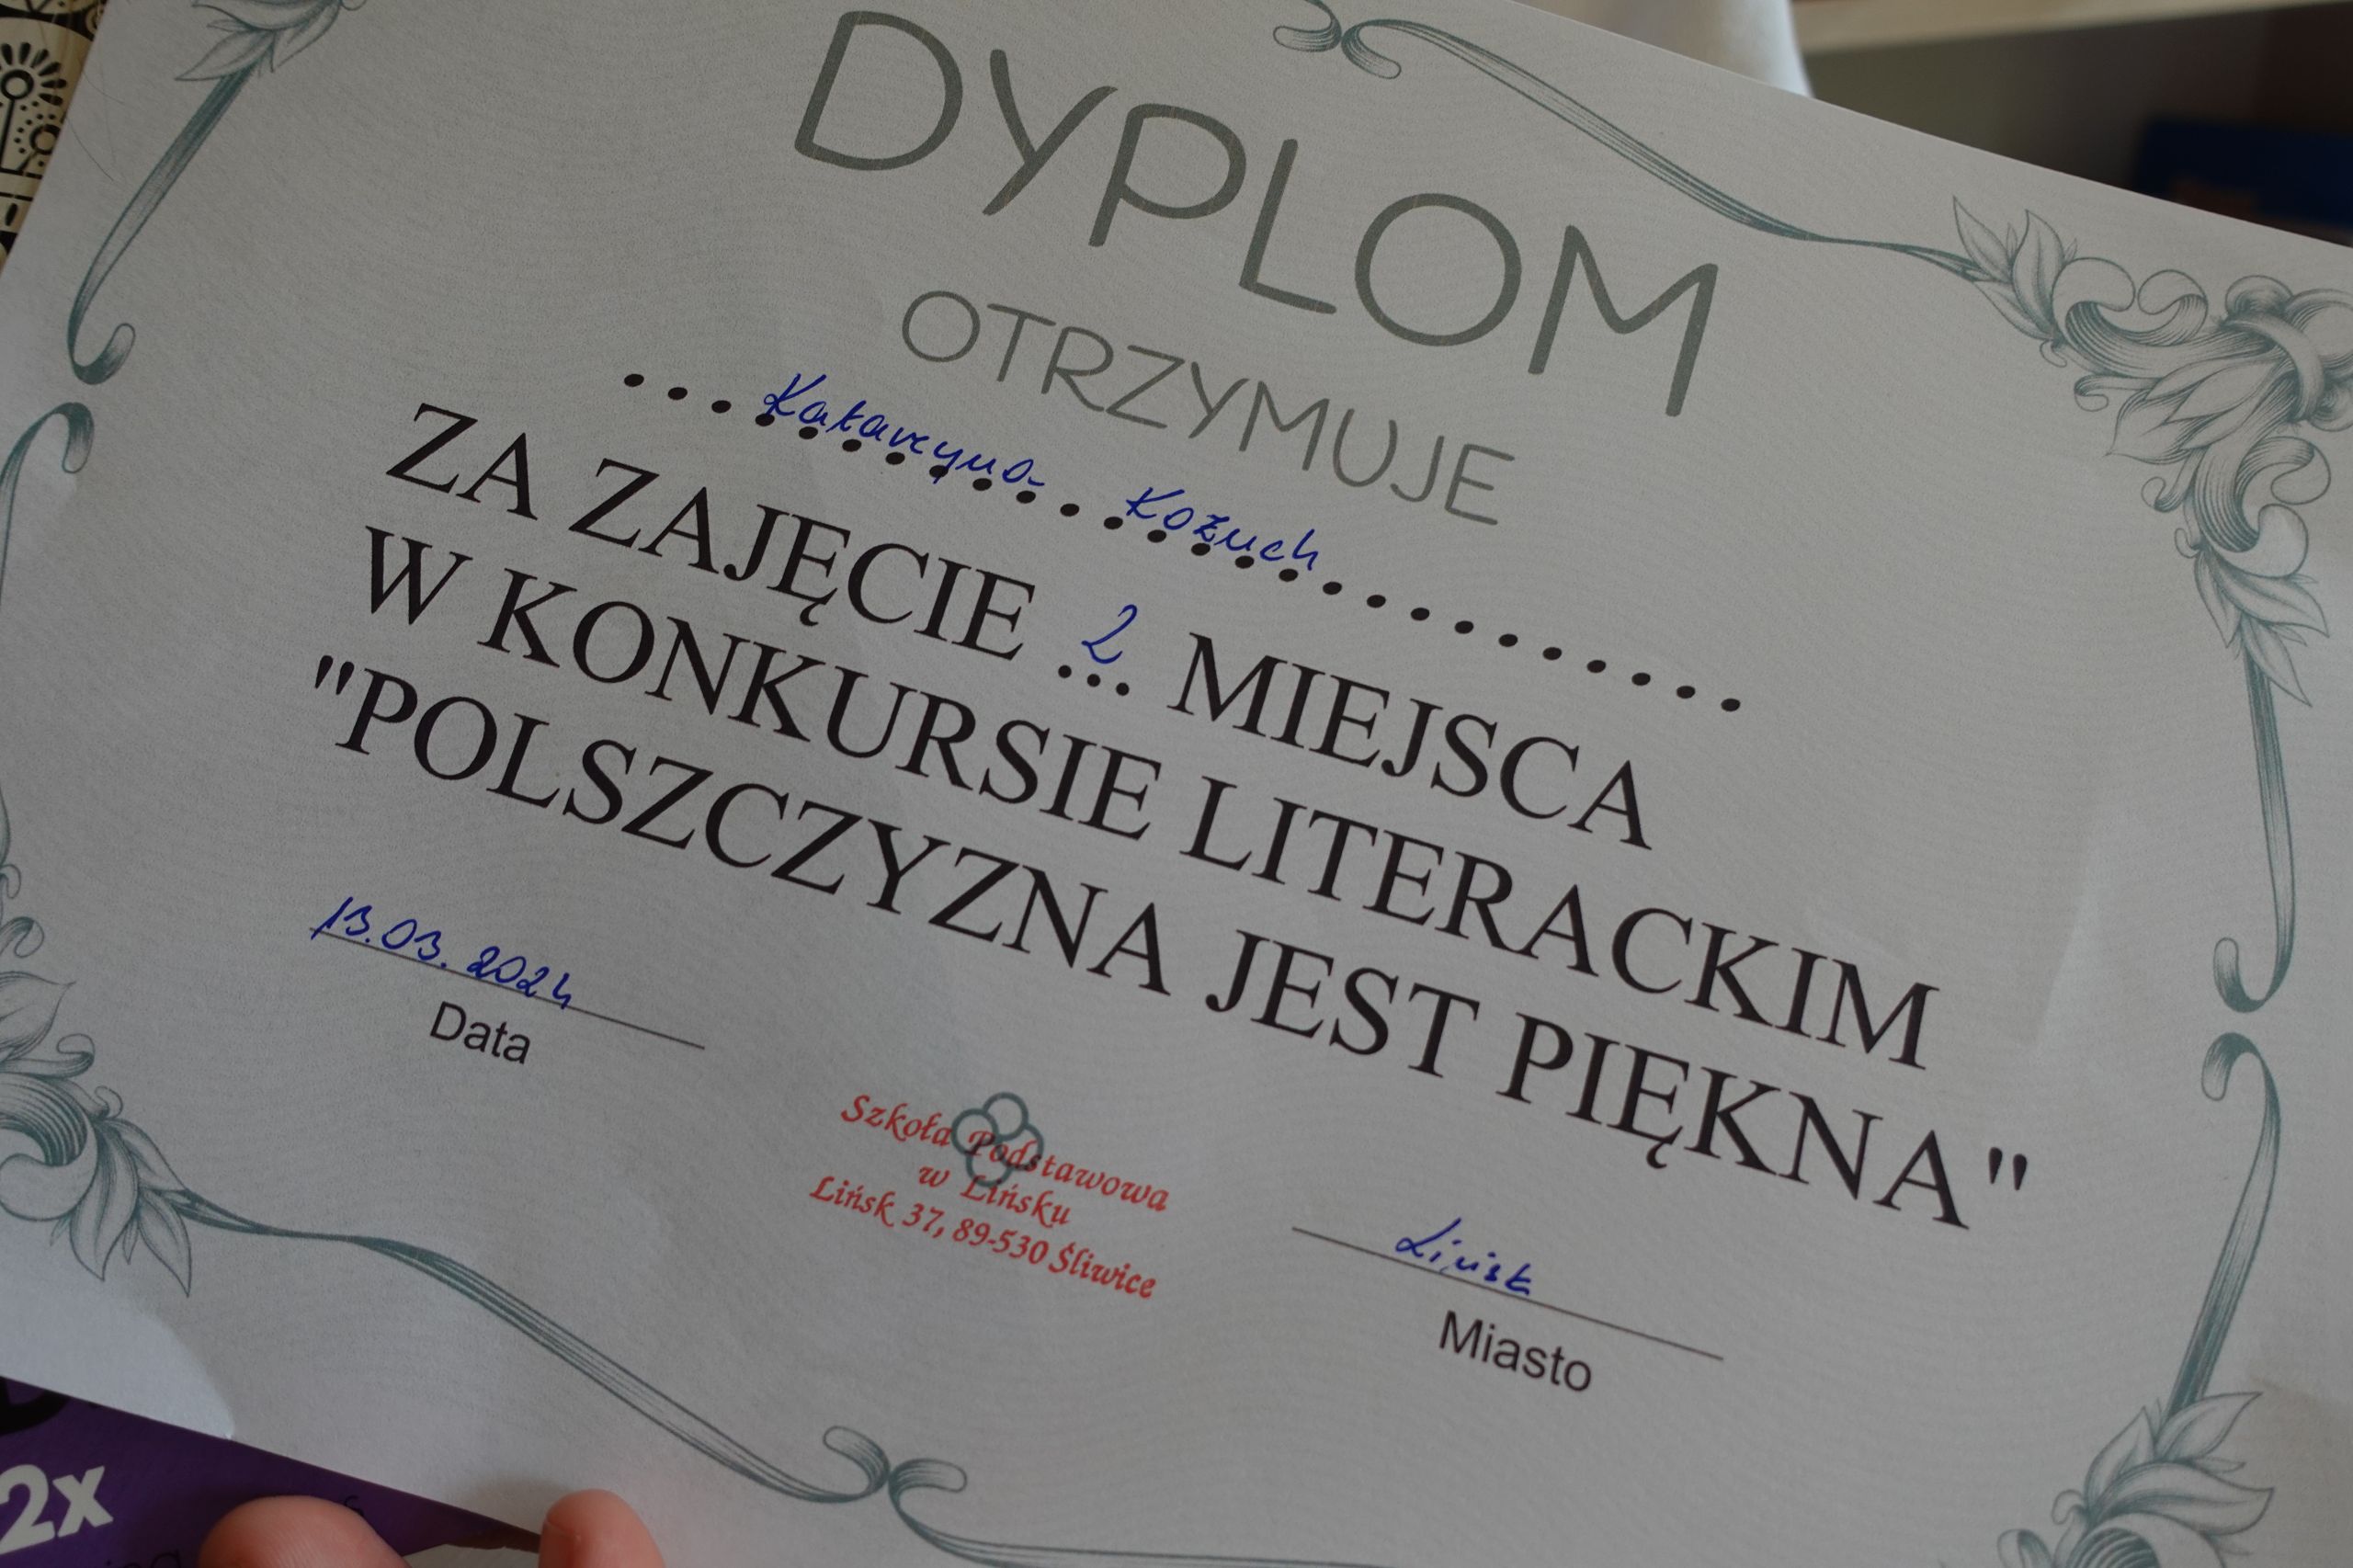 DYPLOM
OTRZYMUJE
Katarzyna Kożuch
ZA ZAJĘCIE 2 MIEJSCA
W KONKURSIE LITERACKIM
"POLSZCZYZNA JEST PIĘKNA"
13.03.2024
Data
Szkoła Podstawowa
w Lińsku
Lińsk 37, 89-530 Śliwice
Lińsk
Miasto
2x